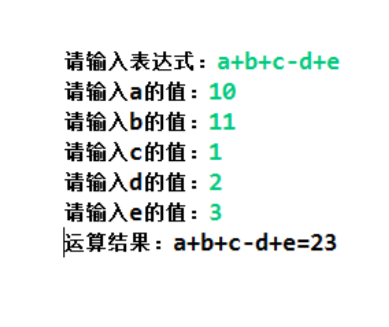 请输入表达式：a+b+c-d+e
请输入a的值：10
请输入b的值：11
请输入c的值：1
请输入d的值：2
请输入e的值：3
运算结果：a+b+c-d+e=23